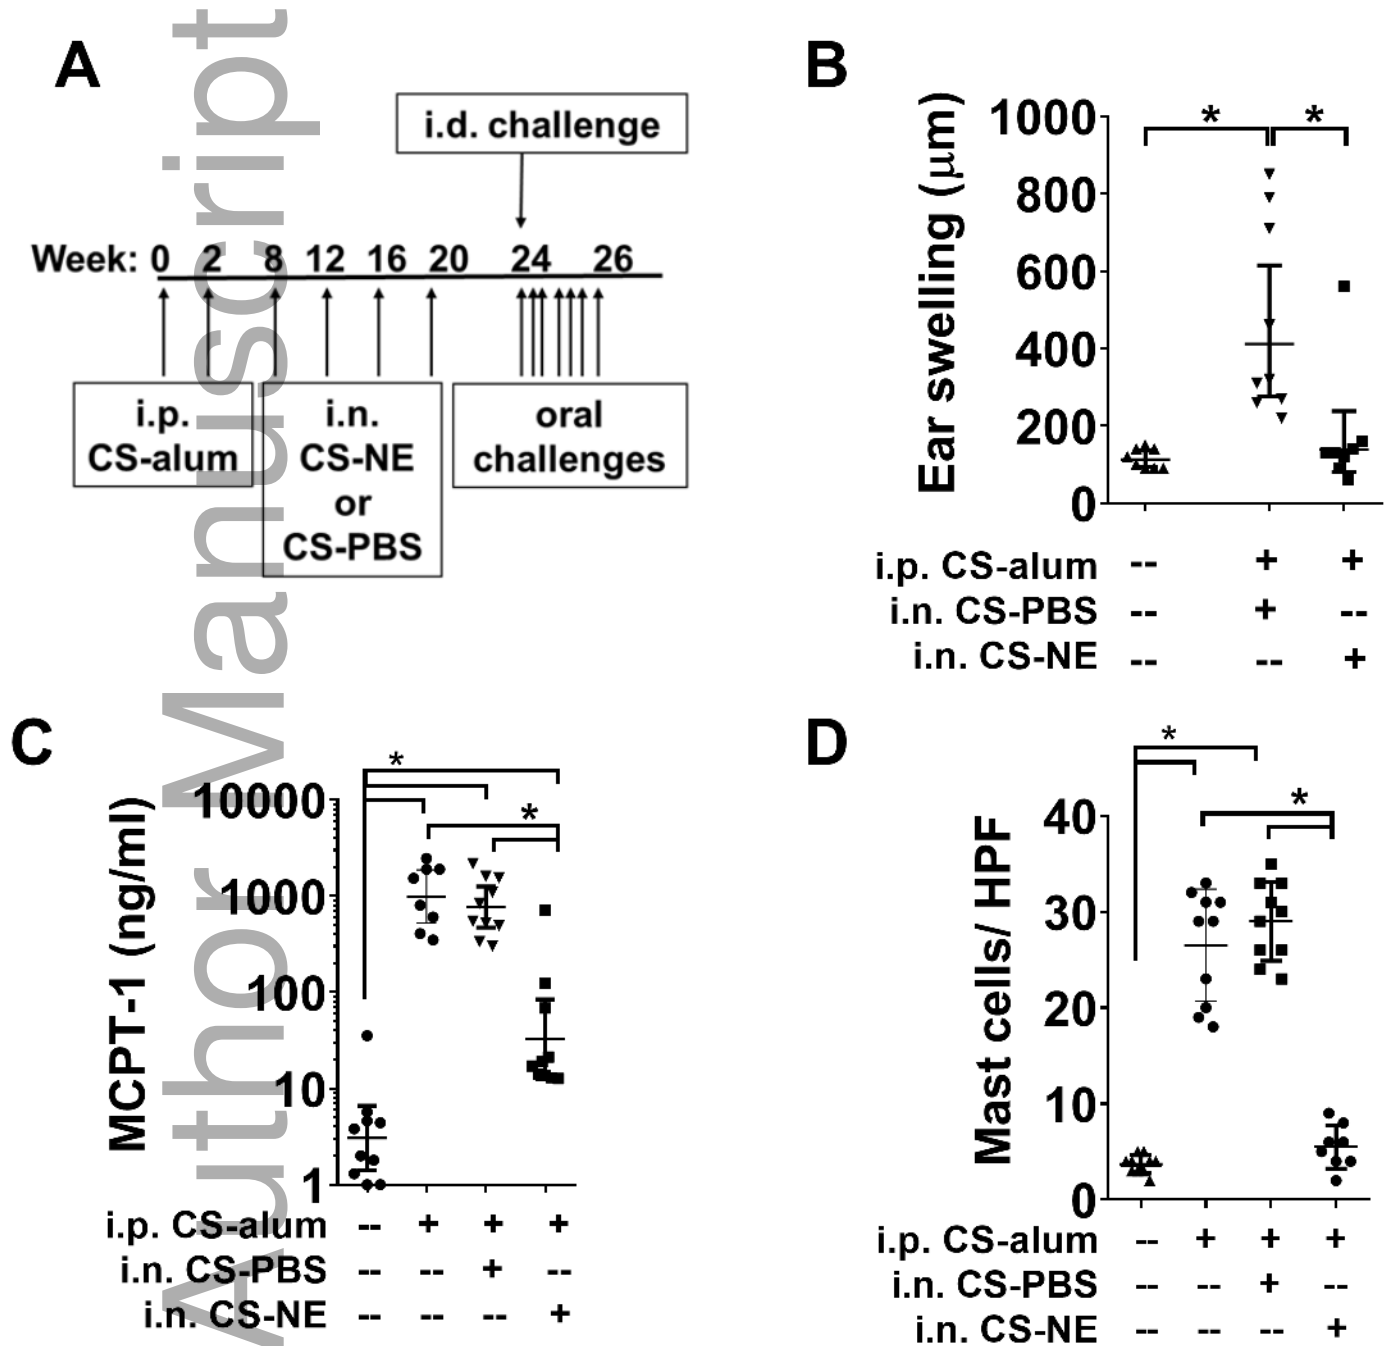 A
i.d. challenge
Week: 0 2 8 12 16 20 24 26
i.p.
CS-alum
i.n.
CS-NE
or
CS-PBS
oral
challenges
B
Ear swelling (μm)
1000
800
600
400
200
0
* *
i.p. CS-alum -- + +
i.n. CS-PBS -- + --
i.n. CS-NE -- -- +
C
MCPT-1 (ng/ml)
10000
1000
100
10
1
*
*
i.p. CS-alum -- + + +
i.n. CS-PBS -- -- + --
i.n. CS-NE -- -- -- +
D
Mast cells/ HPF
40
30
20
10
0
*
*
i.p. CS-alum -- + + +
i.n. CS-PBS -- -- + --
i.n. CS-NE -- -- -- +
Author Manuscript